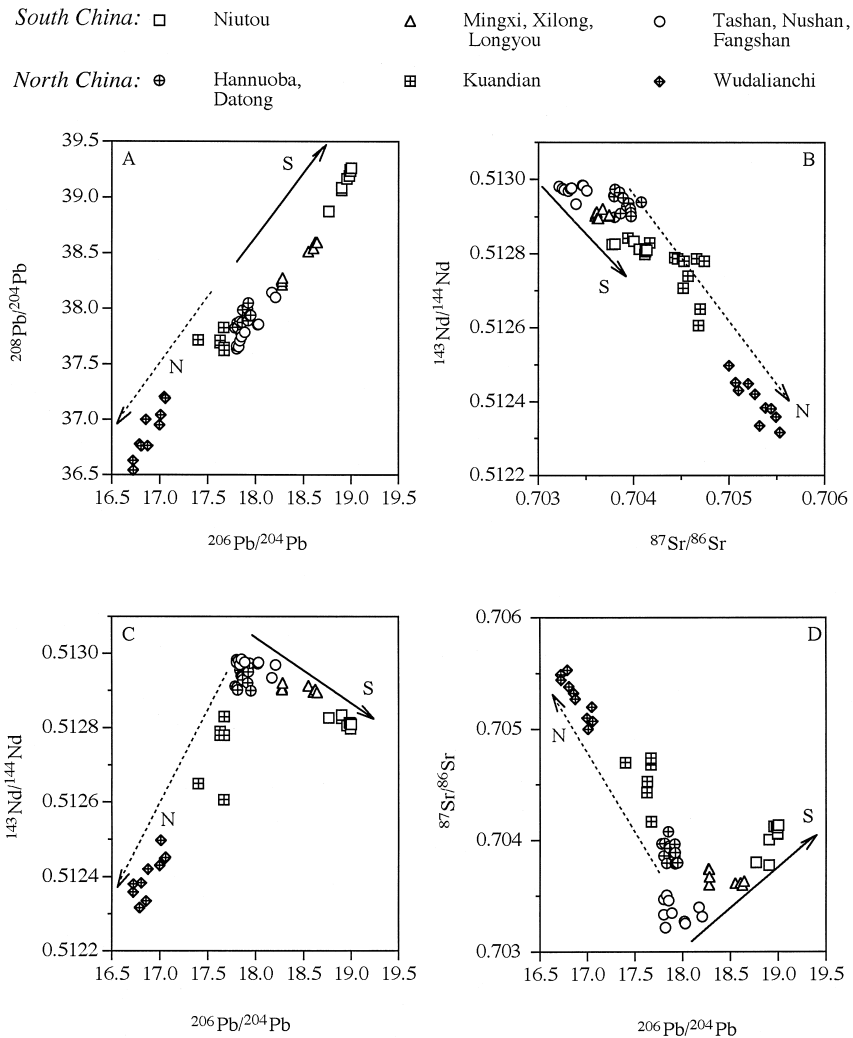 South China: Niutou Mingxi, Xilong, Longyou Tashan, Nushan, Fangshan
North China: Hannuoba, Datong Kuandian Wudalianchi
39.5
39.0
38.5
38.0
37.5
37.0
36.5
A
S
N
208Pb/204Pb
16.5 17.0 17.5 18.0 18.5 19.0 19.5
206Pb/204Pb
0.5130
0.5128
0.5126
0.5124
0.5122
B
S
N
143Nd/144Nd
0.703 0.704 0.705 0.706
87Sr/86Sr
0.5130
0.5128
0.5126
0.5124
0.5122
C
S
N
143Nd/144Nd
16.5 17.0 17.5 18.0 18.5 19.0 19.5
206Pb/204Pb
0.706
0.705
0.704
0.703
D
N
S
87Sr/86Sr
16.5 17.0 17.5 18.0 18.5 19.0 19.5
206Pb/204Pb